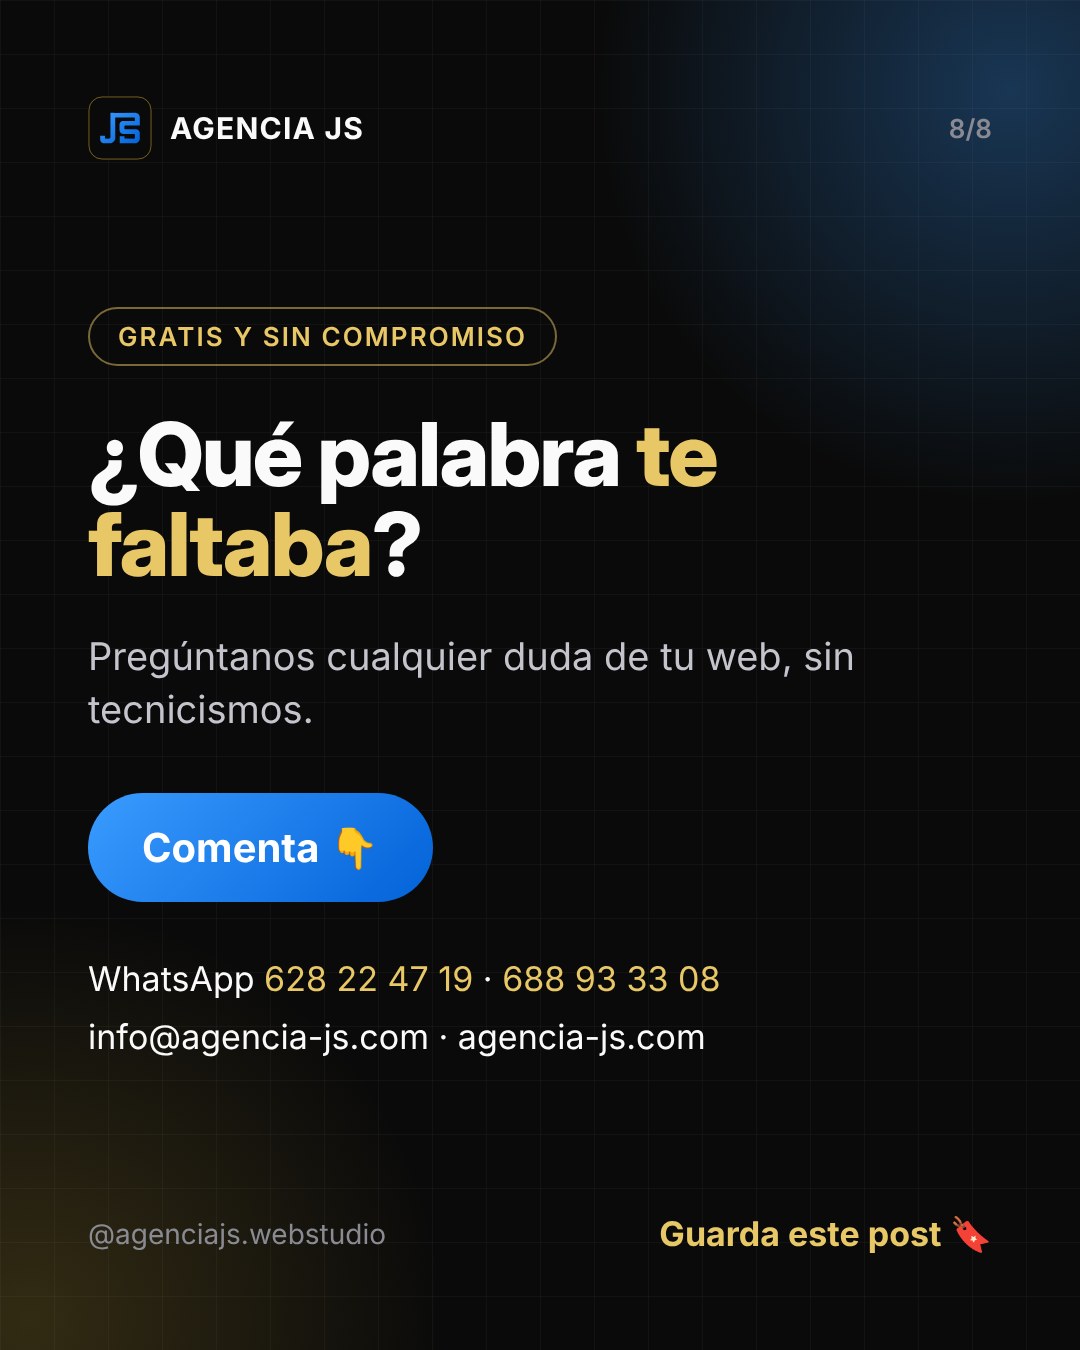 JS AGENCIA JS
8/8
GRATIS Y SIN COMPROMISO
¿Qué palabra te
faltaba?
Pregúntanos cualquier duda de tu web, sin
tecnicismos.
Comenta 👇
WhatsApp 628 22 47 19 · 688 93 33 08
info@agencia-js.com · agencia-js.com
@agenciajs.webstudio
Guarda este post 🔖